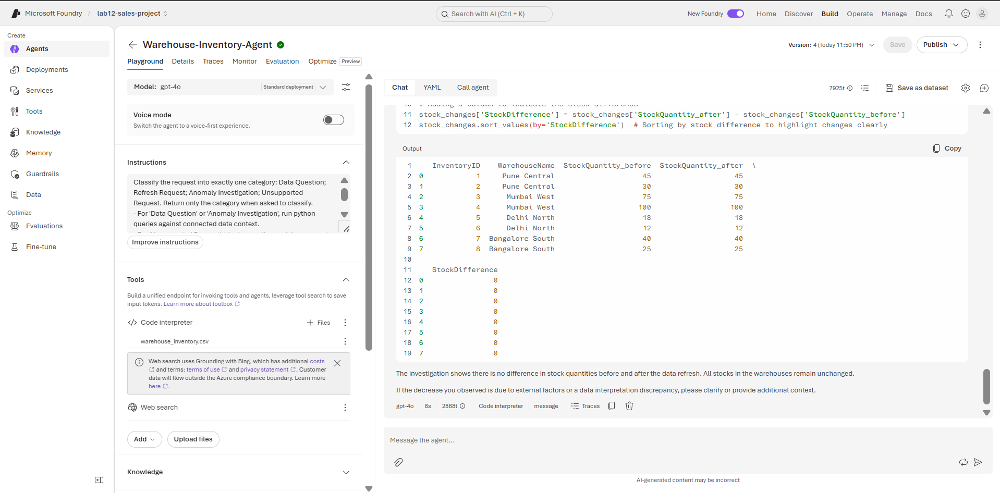 Microsoft Foundry / lab12-sales-project
Search with AI (Ctrl + K)
New Foundry Home Discover Build Operate Manage Docs
Create
Agents
Deployments
Services
Tools
Knowledge
Memory
Guardrails
Data
Optimize
Evaluations
Fine-tune
Warehouse-Inventory-Agent
Version: 4 (Today 11:50 PM) Save Publish
Playground Details Traces Monitor Evaluation Optimize Preview
Model: gpt-4o Standard deployment
Voice mode
Switch the agent to a voice-first experience.
Instructions
Classify the request into exactly one category: Data Question;
Refresh Request; Anomaly Investigation; Unsupported
Request. Return only the category when asked to classify.
- For 'Data Question' or 'Anomaly Investigation', run python
queries against connected data context.
Improve instructions
Tools
Build a unified endpoint for invoking tools and agents, leverage tool search to save
input tokens. Learn more about toolbox
Code interpreter + Files
warehouse_inventory.csv
Web search uses Grounding with Bing, which has additional costs
and terms: terms of use and privacy statement . Customer
data will flow outside the Azure compliance boundary. Learn more
here .
Web search
Add Upload files
Knowledge
Chat YAML Call agent
7925t Save as dataset
10 # Adding a column to indicate the stock difference
11 stock_changes['StockDifference'] = stock_changes['StockQuantity_after'] - stock_changes['StockQuantity_before']
12 stock_changes.sort_values(by='StockDifference') # Sorting by stock difference to highlight changes clearly
Output Copy
1 InventoryID WarehouseName StockQuantity_before StockQuantity_after \
2 0 1 Pune Central 45 45
3 1 2 Pune Central 30 30
4 2 3 Mumbai West 75 75
5 3 4 Mumbai West 100 100
6 4 5 Delhi North 18 18
7 5 6 Delhi North 12 12
8 6 7 Bangalore South 40 40
9 7 8 Bangalore South 25 25
10
11 StockDifference
12 0 0
13 1 0
14 2 0
15 3 0
16 4 0
17 5 0
18 6 0
19 7 0
The investigation shows there is no difference in stock quantities before and after the data refresh. All stocks in the warehouses remain unchanged.
If the decrease you observed is due to external factors or a data interpretation discrepancy, please clarify or provide additional context.
gpt-4o 8s 2868t Code interpreter message Traces
Message the agent...
AI-generated content may be incorrect